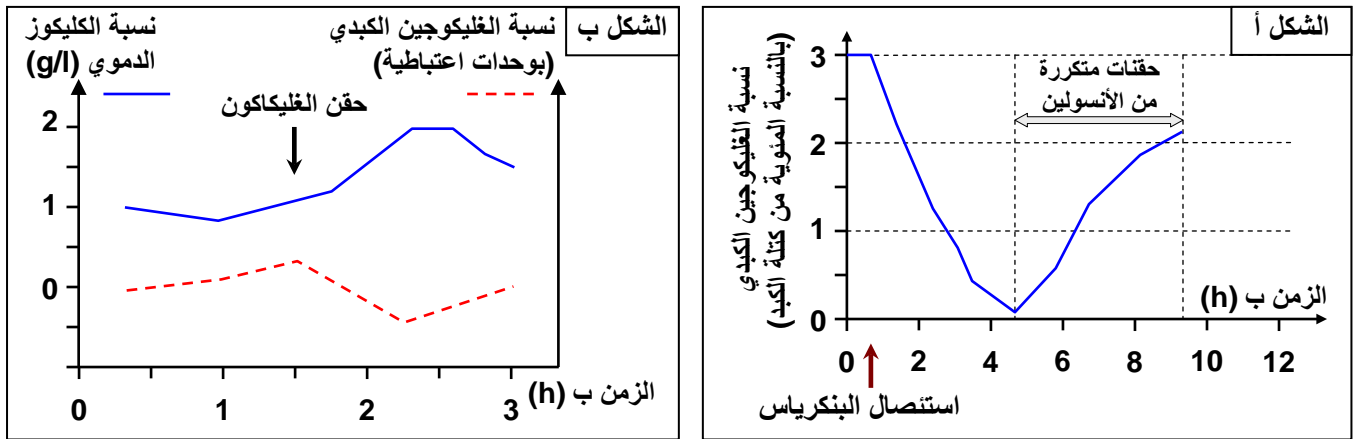 الشكل أ
نسبة الغليكوجين الكبدي
(بالنسبة المئوية من كتلة الكبد)
3
2
1
0
حقنات متكررة
من الأنسولين
الزمن ب (h)
0 2 4 6 8 10 12
استئصال البنكرياس
الشكل ب
نسبة الغليكوجين الكبدي
(بوحدات اعتباطية)
نسبة الكليكوز
الدموي (g/l)
حقن الغليكاكون
2
1
0
الزمن ب (h)
0 1 2 3